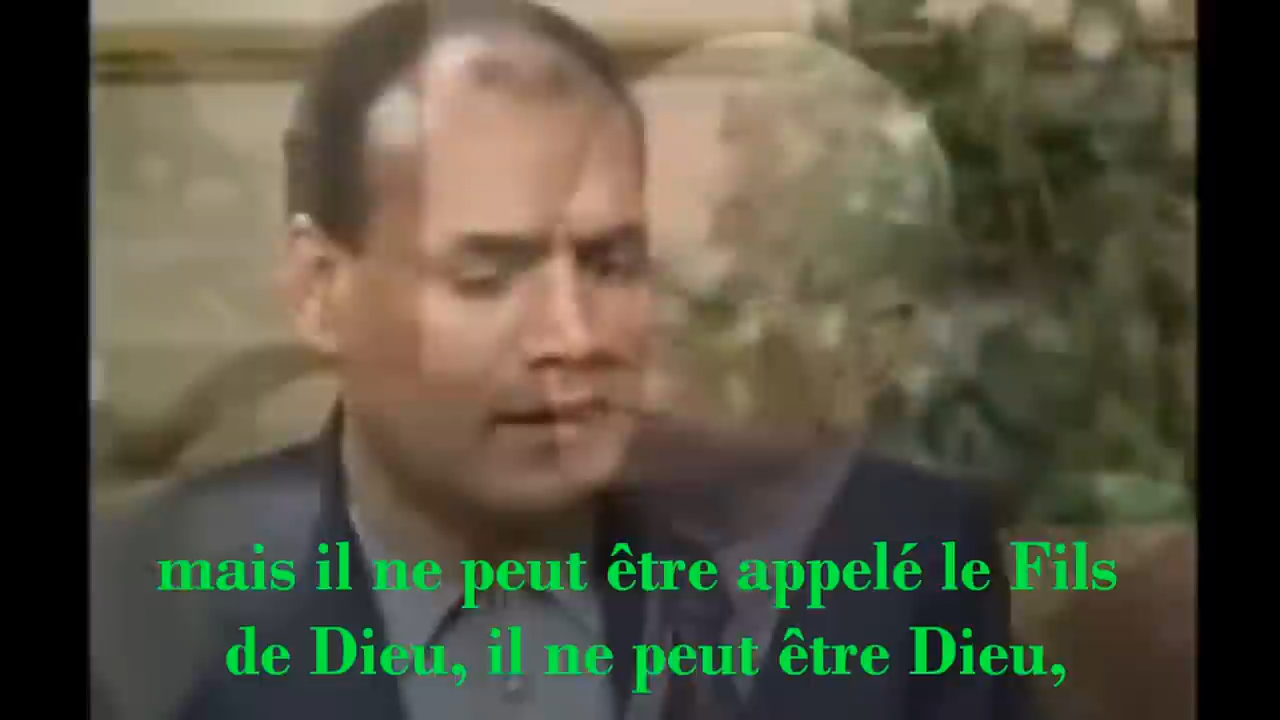 mais il ne peut être appelé le Fils
de Dieu, il ne peut être Dieu,